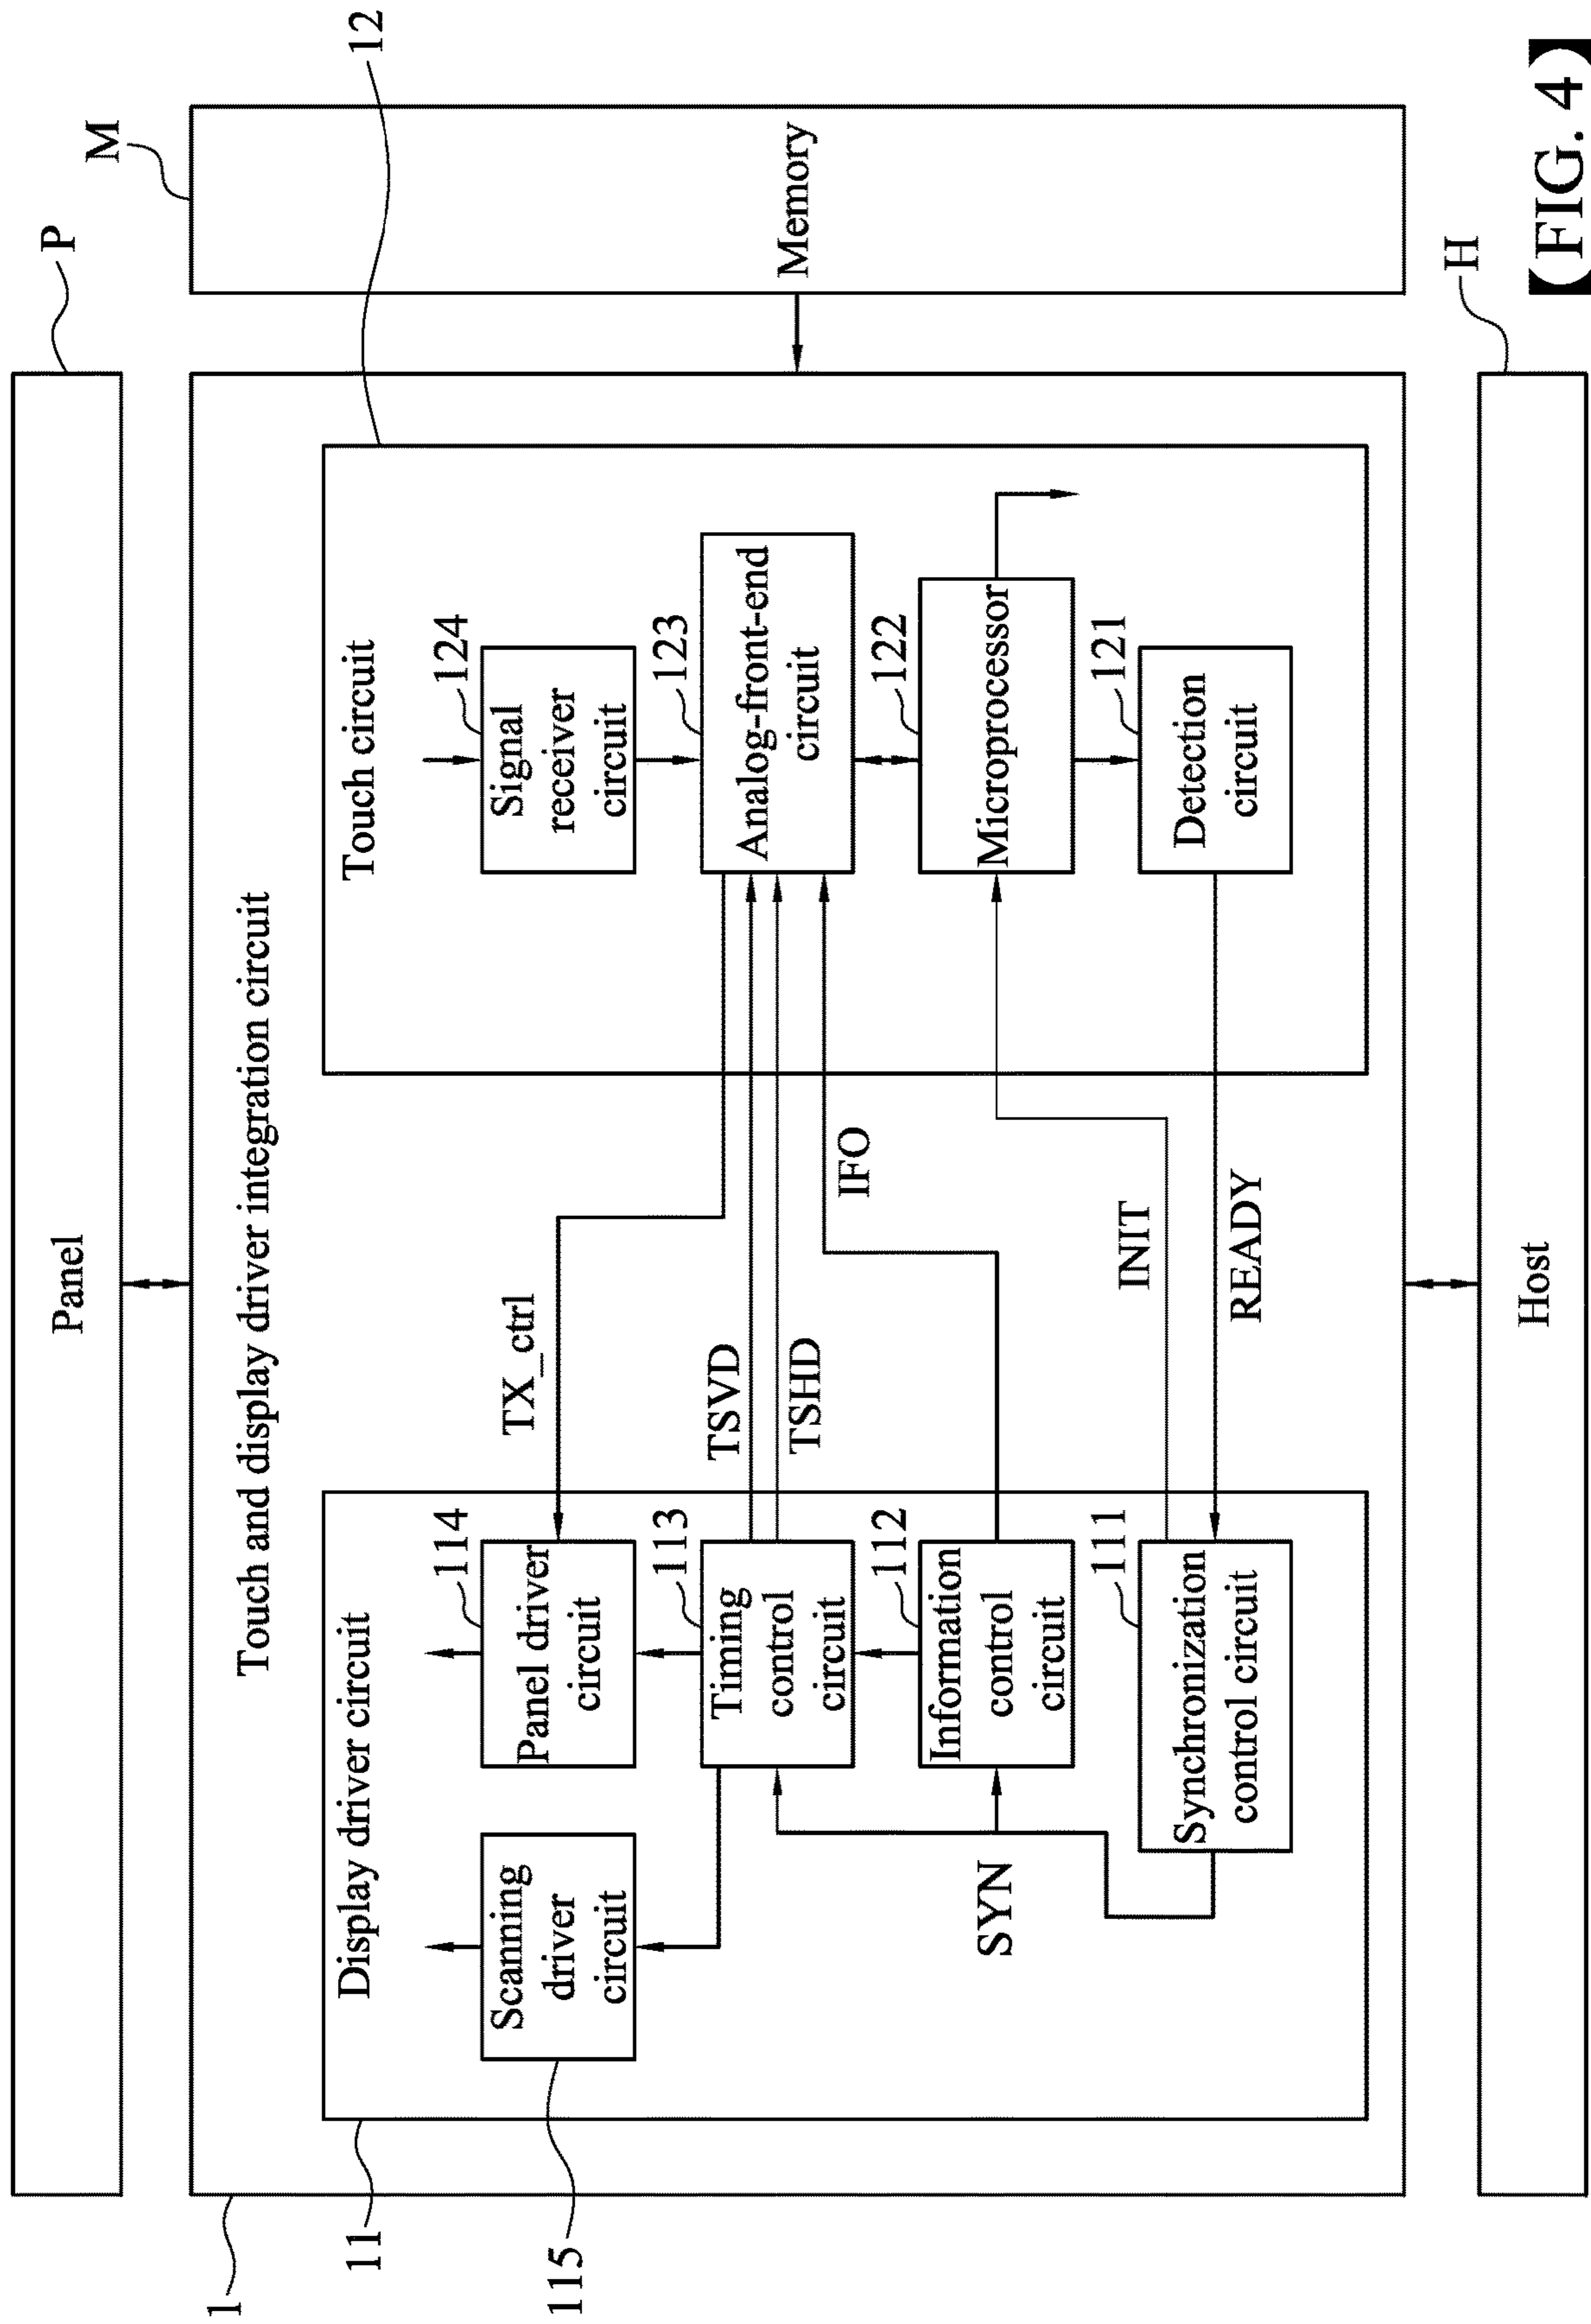 Panel
P
M
Touch and display driver integration circuit
1
Display driver circuit
11
Scanning
driver
circuit
115
Panel driver
circuit
114
Timing
control
circuit
113
Information
control
circuit
112
Synchronization
control circuit
111
SYN
TX_ctrl
TSVD
TSHD
IFO
INIT
READY
Touch circuit
12
Signal
receiver
circuit
124
Analog-front-end
circuit
123
Microprocessor
122
Detection
circuit
121
Memory
Host
H
【FIG. 4】